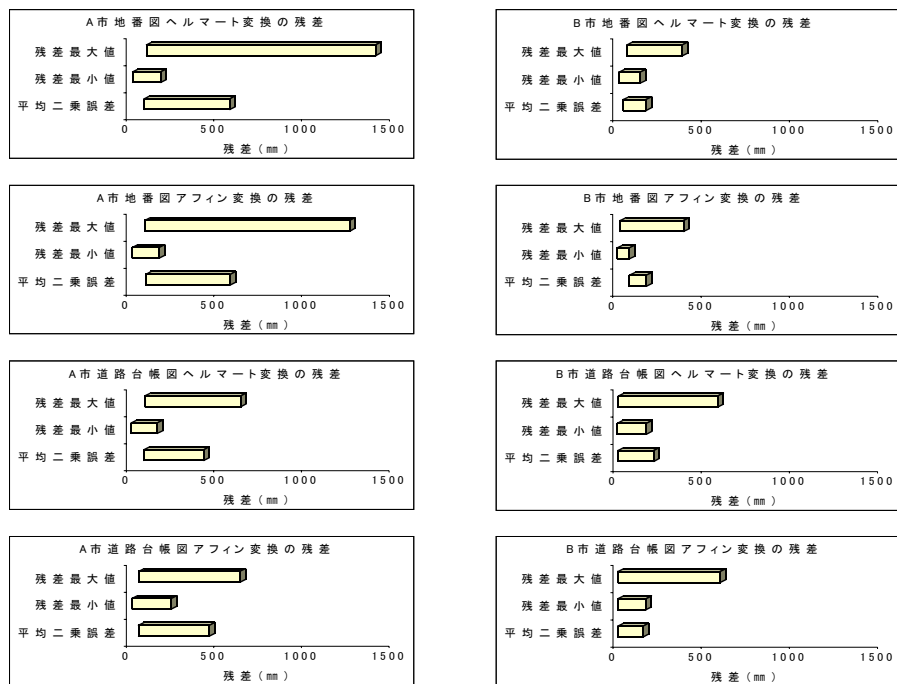 A市地番図ヘルマート変換の残差
残差最大値
残差最小値
平均二乗誤差
0 500 1000 1500
残差(㎜)
B市地番図ヘルマート変換の残差
残差最大値
残差最小値
平均二乗誤差
0 500 1000 1500
残差(㎜)
A市地番図アフィン変換の残差
残差最大値
残差最小値
平均二乗誤差
0 500 1000 1500
残差(㎜)
B市地番図アフィン変換の残差
残差最大値
残差最小値
平均二乗誤差
0 500 1000 1500
残差(㎜)
A市道路台帳図ヘルマート変換の残差
残差最大値
残差最小値
平均二乗誤差
0 500 1000 1500
残差(㎜)
B市道路台帳図ヘルマート変換の残差
残差最大値
残差最小値
平均二乗誤差
0 500 1000 1500
残差(㎜)
A市道路台帳図アフィン変換の残差
残差最大値
残差最小値
平均二乗誤差
0 500 1000 1500
残差(㎜)
B市道路台帳図アフィン変換の残差
残差最大値
残差最小値
平均二乗誤差
0 500 1000 1500
残差(㎜)